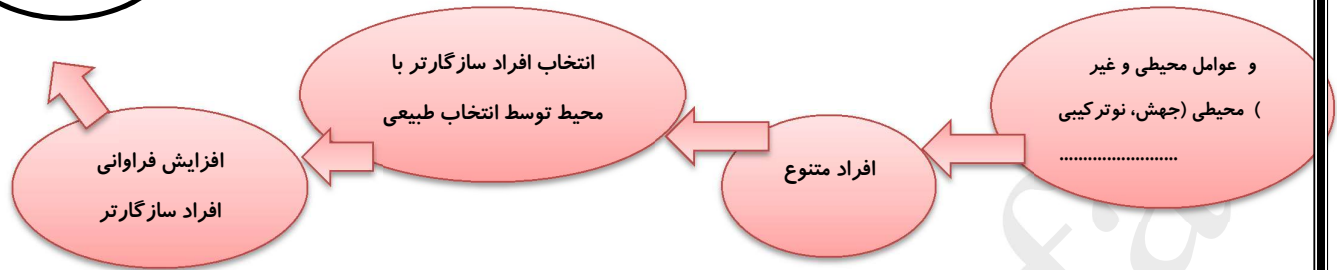 و عوامل محیطی و غیر
محیطی (جهش، نوترکیبی (
.........................
افراد متنوع
انتخاب افراد سازگارتر با
محیط توسط انتخاب طبیعی
افزایش فراوانی
افراد سازگارتر